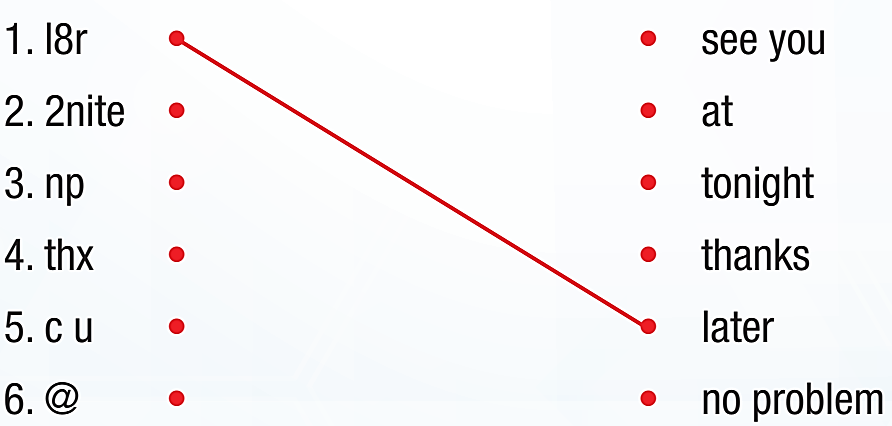 1. l8r see you
2. 2nite at
3. np tonight
4. thx thanks
5. c u later
6. @ no problem